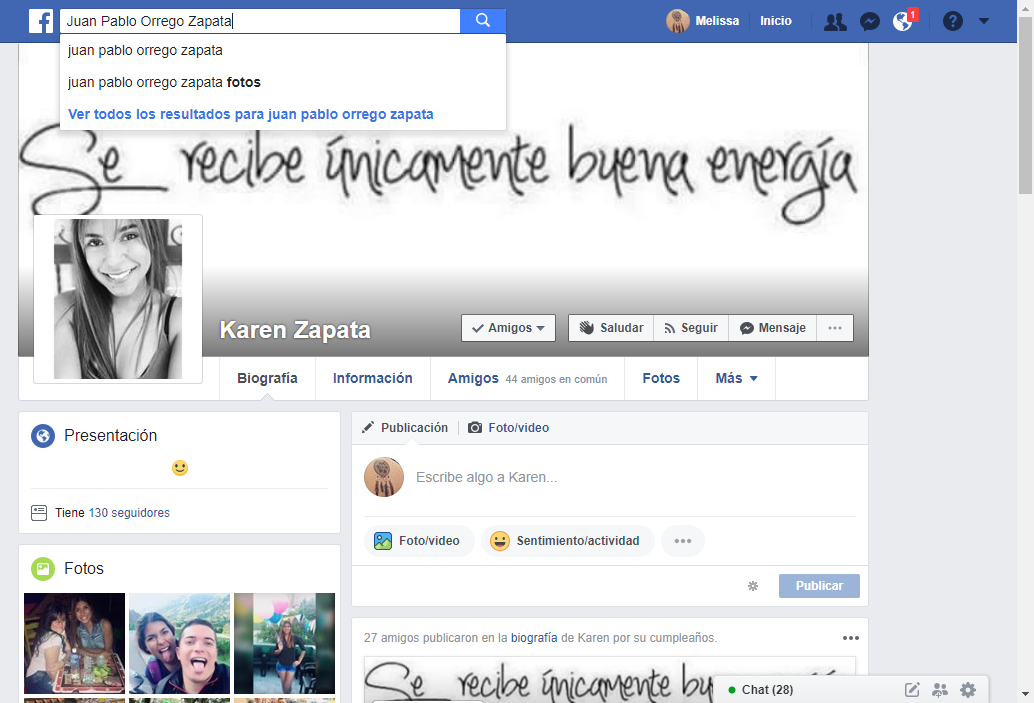 f Juan Pablo Orrego Zapata Melissa Inicio 1 ?
juan pablo orrego zapata
juan pablo orrego zapata fotos
Ver todos los resultados para juan pablo orrego zapata
Se recibe únicamente buena energía
Karen Zapata
Amigos Saludar Seguir Mensaje ...
Biografía Información Amigos 44 amigos en común Fotos Más
Presentación
Tiene 130 seguidores
Fotos
Publicación Foto/video
Escribe algo a Karen...
Foto/video Sentimiento/actividad ...
Publicar
27 amigos publicaron en la biografía de Karen por su cumpleaños. ...
Se recibe únicamente energía
Chat (28)